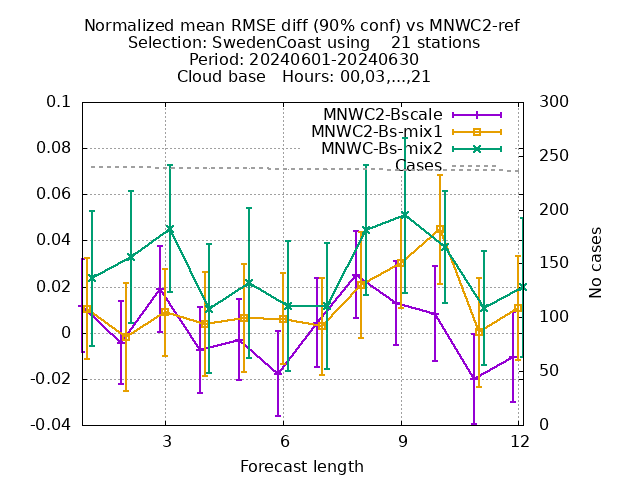 Normalized mean RMSE diff (90% conf) vs MNWC2-ref
Selection: SwedenCoast using 21 stations
Period: 20240601-20240630
Cloud base Hours: 00,03,...,21
MNWC2-Bscale
MNWC2-Bs-mix1
MNWC-Bs-mix2
Cases
0.1
0.08
0.06
0.04
0.02
0
-0.02
-0.04
300
250
200
150
100
50
0
No cases
3 6 9 12
Forecast length